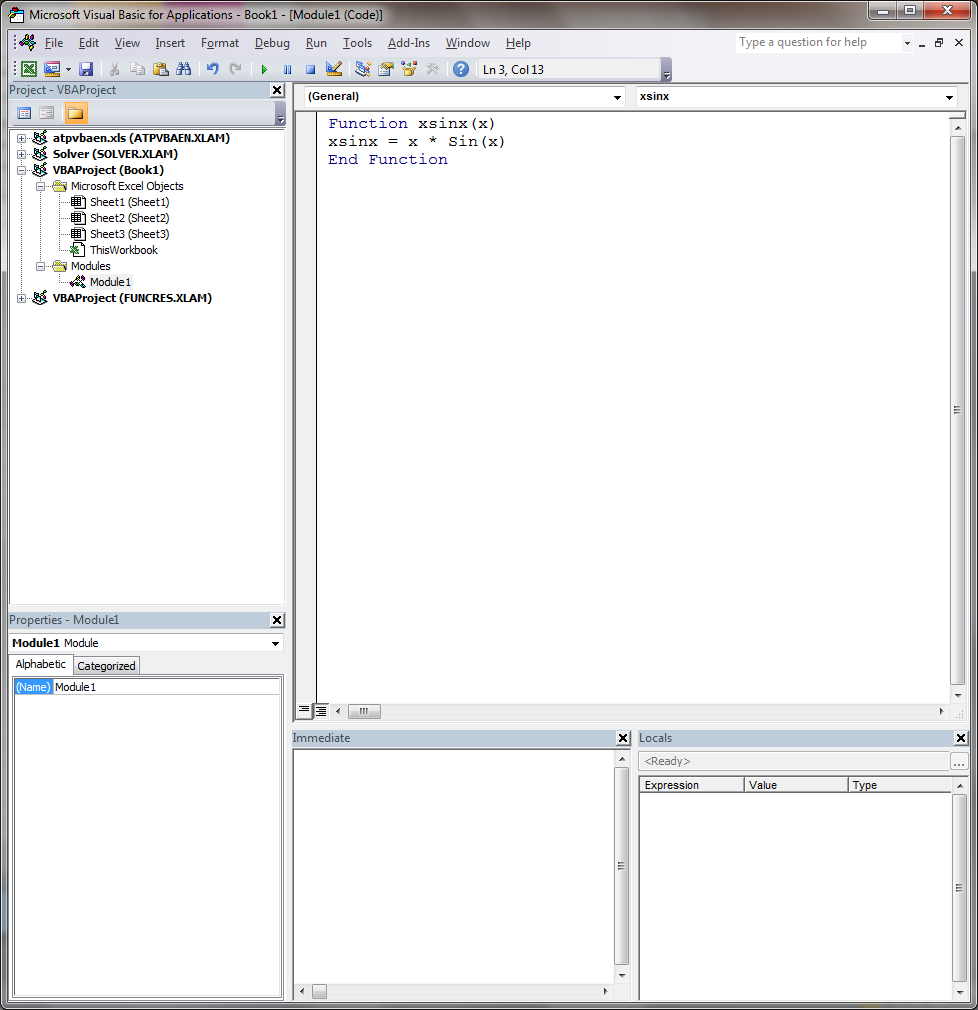 Microsoft Visual Basic for Applications - Book1 - [Module1 (Code)]
File Edit View Insert Format Debug Run Tools Add-Ins Window Help
Type a question for help
Ln 3, Col 13
Project - VBAProject
(General)
xsinx
atpvbaen.xls (ATPVBAEN.XLAM)
Solver (SOLVER.XLAM)
VBAProject (Book1)
Microsoft Excel Objects
Sheet1 (Sheet1)
Sheet2 (Sheet2)
Sheet3 (Sheet3)
ThisWorkbook
Modules
Module1
VBAProject (FUNCRES.XLAM)
Function xsinx(x)
xsinx = x * Sin(x)
End Function
Properties - Module1
Module1 Module
Alphabetic Categorized
(Name) Module1
Immediate
Locals
<Ready>
...
Expression Value Type